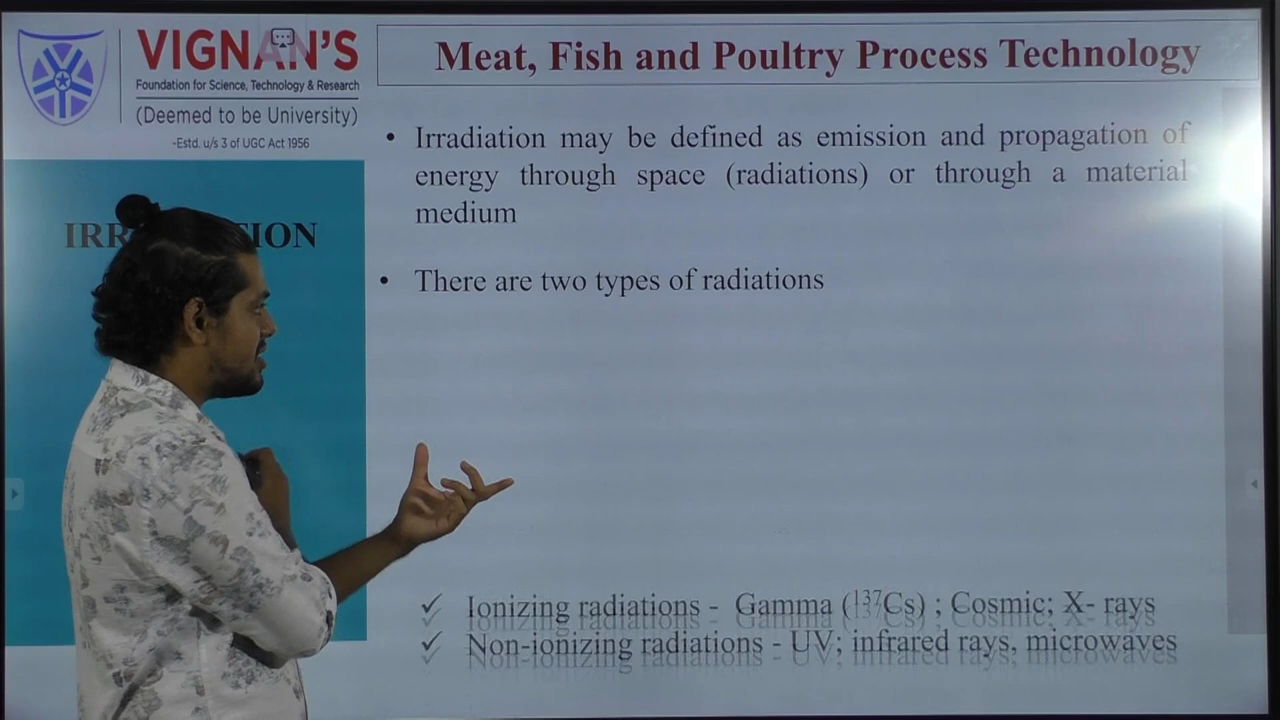 VIGNAN'S
Foundation for Science, Technology & Research
(Deemed to be University)
-Estd. u/s 3 of UGC Act 1956
Meat, Fish and Poultry Process Technology
• Irradiation may be defined as emission and propagation of
energy through space (radiations) or through a material
medium
• There are two types of radiations
✓ Ionizing radiations - Gamma (¹³⁷Cs) ; Cosmic; X- rays
✓ Non-ionizing radiations - UV; infrared rays, microwaves